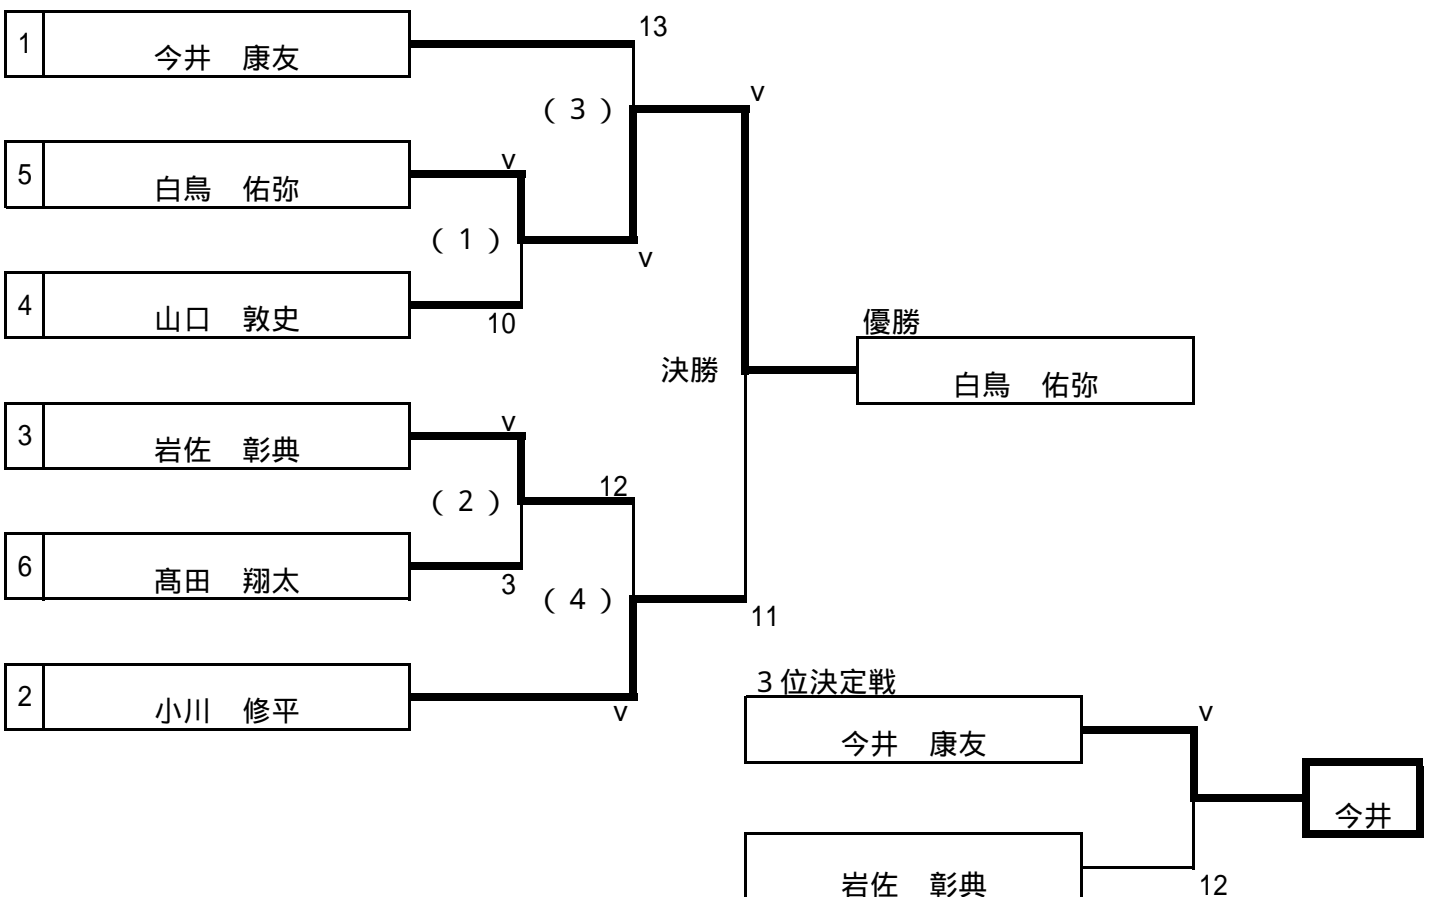 13
1 今井　康友
(3)
v
5 白鳥　佑弥
v
(1)
v
4 山口　敦史
10
優勝
決勝
白鳥　佑弥
3 岩佐　彰典
v
(2)
12
6 髙田　翔太
3
(4)
11
2 小川　修平
v
3位決定戦
今井　康友
v
今井
岩佐　彰典
12